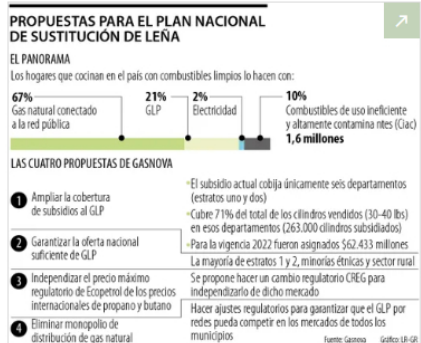 PROPUESTAS PARA EL PLAN NACIONAL
DE SUSTITUCIÓN DE LEÑA
EL PANORAMA
Los hogares que cocinan en el país con combustibles limpios lo hacen con:
67%
Gas natural conectado
a la red pública
21%
GLP
2%
Electricidad
10%
Combustibles de uso ineficiente
y altamente contamina ntes (Ciac)
1,6 millones
LAS CUATRO PROPUESTAS DE GASNOVA
1 Ampliar la cobertura
de subsidios al GLP
•El subsidio actual cobija únicamente seis departamentos
(estratos uno y dos)
•Cubre 71% del total de los cilindros vendidos (30-40 lbs)
en esos departamentos (263.000 cilindros subsidiados)
•Para la vigencia 2022 fueron asignados $62.433 millones
2 Garantizar la oferta nacional
suficiente de GLP
La mayoría de estratos 1 y 2, minorías étnicas y sector rural
3 Independizar el precio máximo
regulatorio de Ecopetrol de los precios
internacionales de propano y butano
Se propone hacer un cambio regulatorio CREG para
independizarlo de dicho mercado
4 Eliminar monopolio de
distribución de gas natural
Hacer ajustes regulatorios para garantizar que el GLP por
redes pueda competir en los mercados de todos los
municipios
Fuente: Gasnova Gráfico: LR-GR